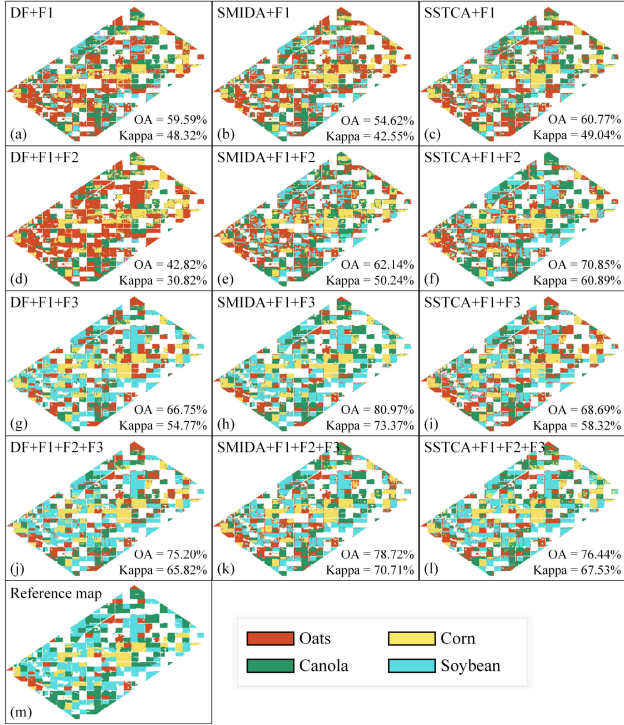 DF+F1
OA = 59.59%
(a)
Kappa = 48.32%
SMIDA+F1
OA = 54.62%
(b)
Kappa = 42.55%
SSTCA+F1
OA = 60.77%
(c)
Kappa = 49.04%
DF+F1+F2
OA = 42.82%
(d)
Kappa = 30.82%
SMIDA+F1+F2
OA = 62.14%
(e)
Kappa = 50.24%
SSTCA+F1+F2
OA = 70.85%
(f)
Kappa = 60.89%
DF+F1+F3
OA = 66.75%
(g)
Kappa = 54.77%
SMIDA+F1+F3
OA = 80.97%
(h)
Kappa = 73.37%
SSTCA+F1+F3
OA = 68.69%
(i)
Kappa = 58.32%
DF+F1+F2+F3
OA = 75.20%
(j)
Kappa = 65.82%
SMIDA+F1+F2+F3
OA = 78.72%
(k)
Kappa = 70.71%
SSTCA+F1+F2+F3
OA = 76.44%
(l)
Kappa = 67.53%
Reference map
(m)
Oats
Corn
Canola
Soybean